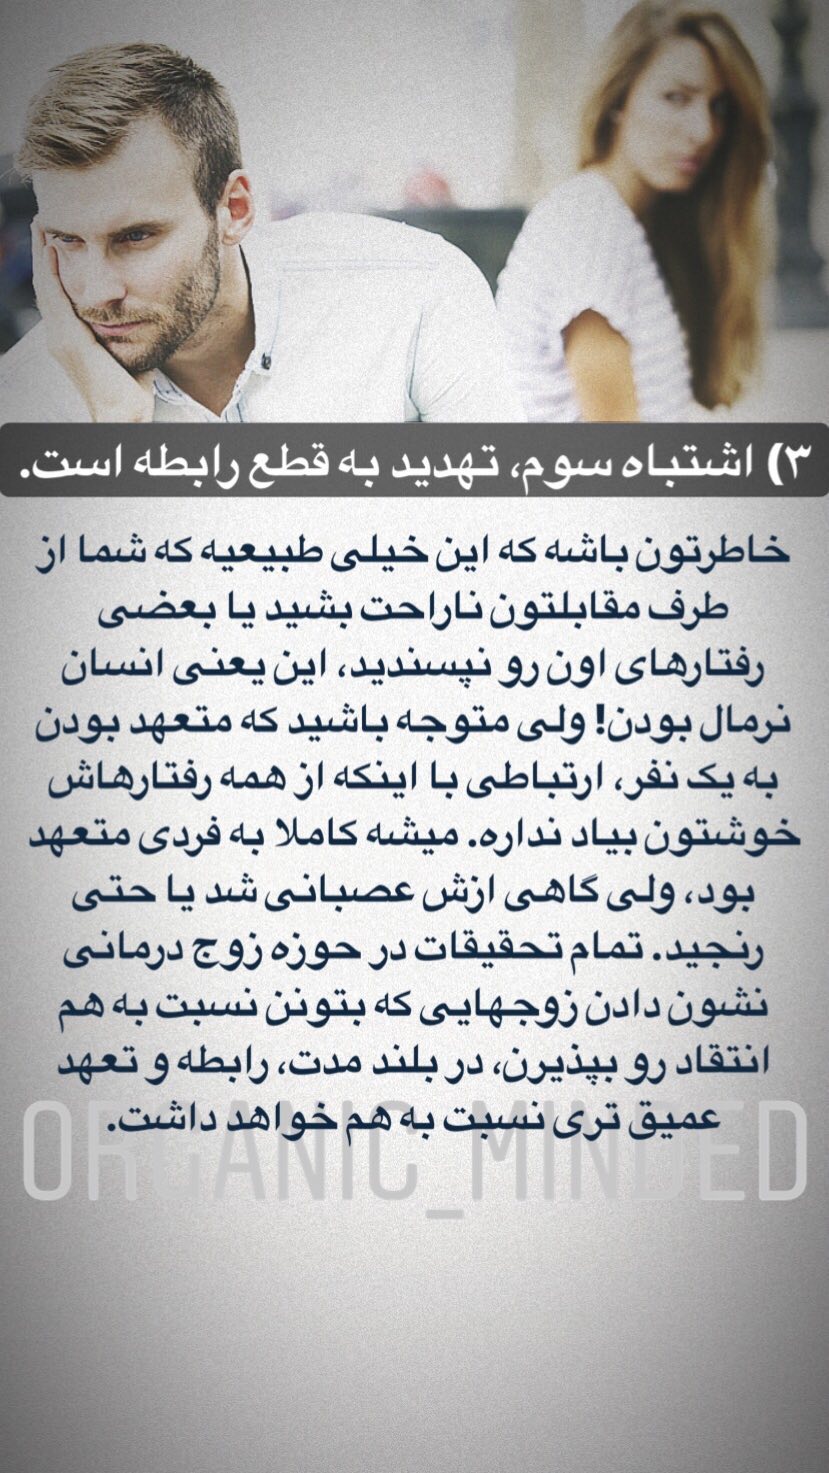 ۳) اشتباه سوم، تهدید به قطع رابطه است.
خاطرتون باشه که این خیلی طبیعیه که شما از
طرف مقابلتون ناراحت بشید یا بعضی
رفتارهای اون رو نپسندید، این یعنی انسان
نرمال بودن! ولی متوجه باشید که متعهد بودن
به یک نفر، ارتباطی با اینکه از همه رفتارهاش
خوشتون بیاد نداره. میشه کاملا به فردی متعهد
بود، ولی گاهی ازش عصبانی شد یا حتی
رنجید. تمام تحقیقات در حوزه زوج درمانی
نشون دادن زوجهایی که بتونن نسبت به هم
انتقاد رو بپذیرن، در بلند مدت، رابطه و تعهد
عمیق تری نسبت به هم خواهد داشت.
ORGANIC_MINDED